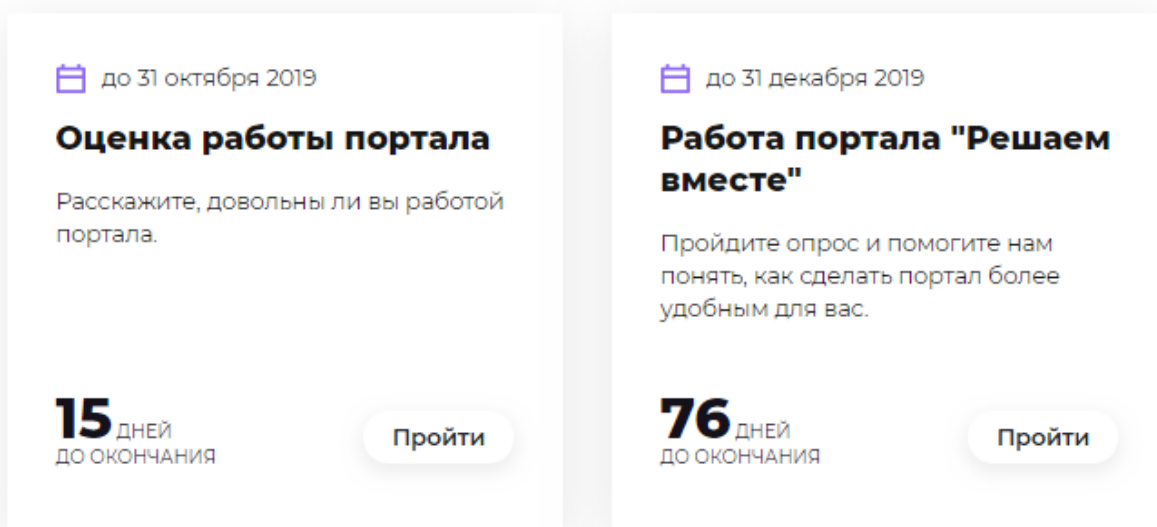 до 31 октября 2019
Оценка работы портала
Расскажите, довольны ли вы работой
портала.
15 ДНЕЙ
ДО ОКОНЧАНИЯ
Пройти
до 31 декабря 2019
Работа портала "Решаем
вместе"
Пройдите опрос и помогите нам
понять, как сделать портал более
удобным для вас.
76 ДНЕЙ
ДО ОКОНЧАНИЯ
Пройти